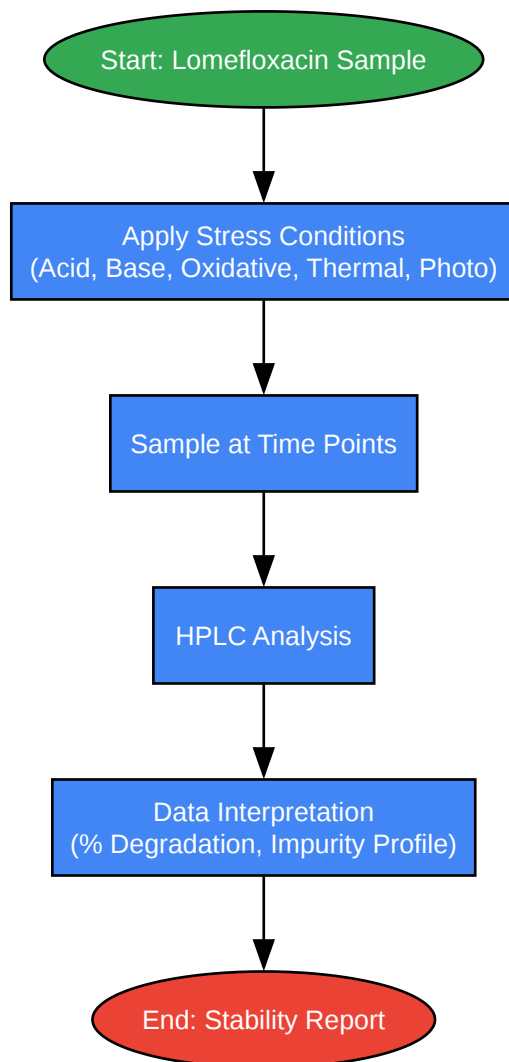 Start: Lomefloxacin Sample
Apply Stress Conditions
(Acid, Base, Oxidative, Thermal, Photo)
Sample at Time Points
HPLC Analysis
Data Interpretation
(% Degradation, Impurity Profile)
End: Stability Report